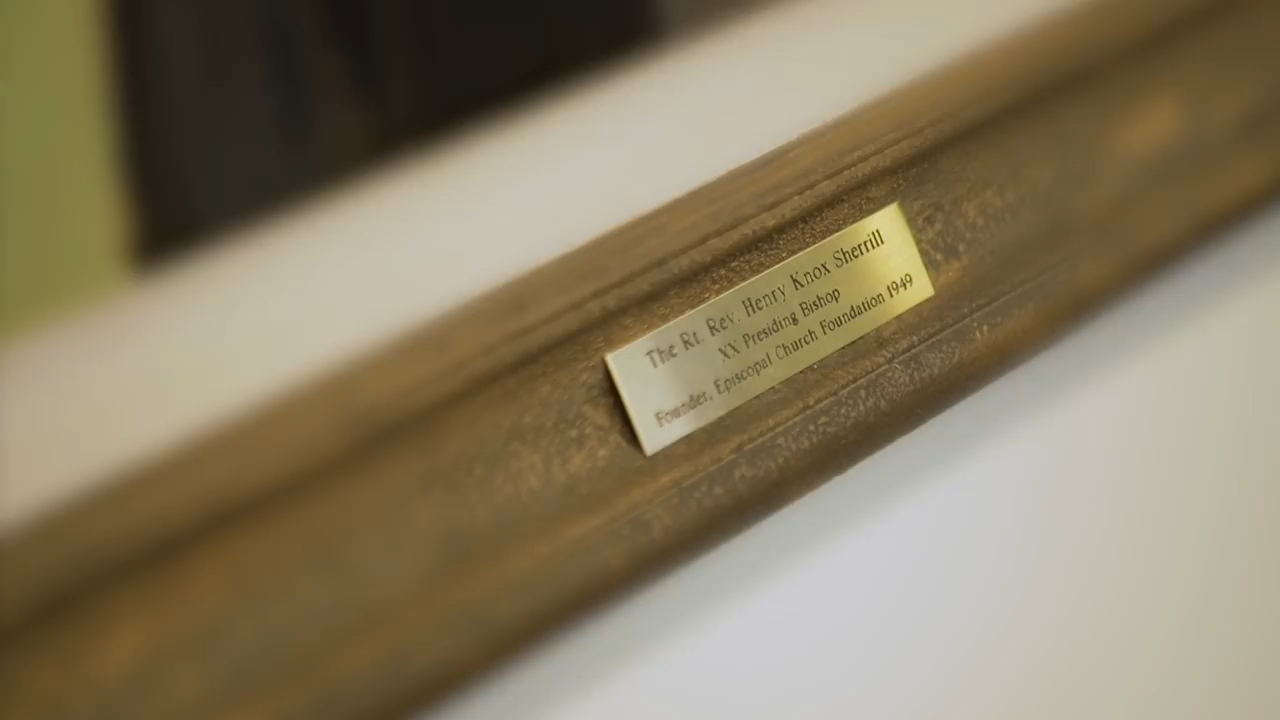 The Rt. Rev. Henry Knox Sherrill
XX Presiding Bishop
Founder, Episcopal Church Foundation 1949